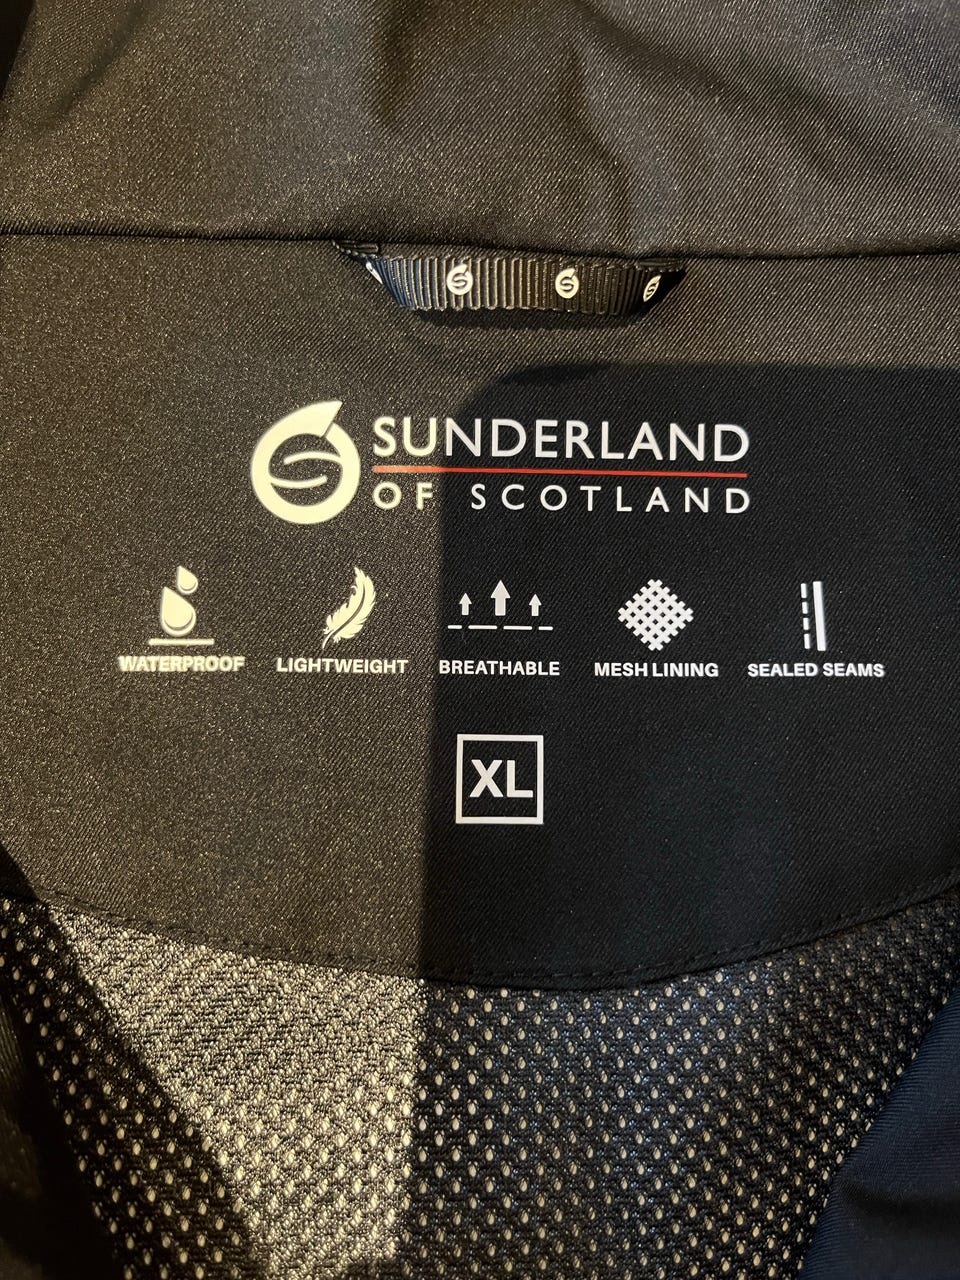 SUNDERLAND
OF SCOTLAND
WATERPROOF LIGHTWEIGHT BREATHABLE MESH LINING SEALED SEAMS
XL